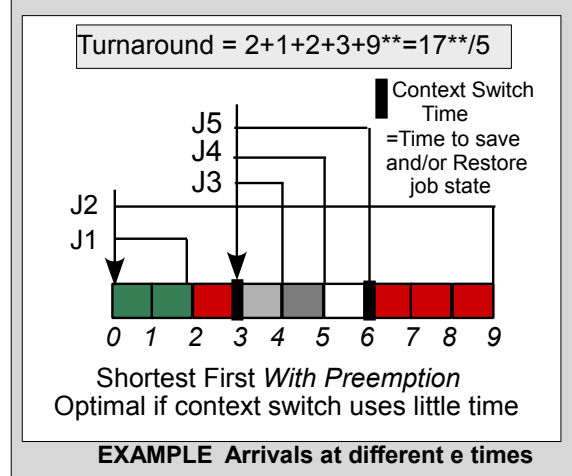 Turnaround = 2+1+2+3+9**=17**/5
Context Switch
Time
=Time to save
and/or Restore
job state
J5
J4
J3
J2
J1
0 1 2 3 4 5 6 7 8 9
Shortest First With Preemption
Optimal if context switch uses little time
EXAMPLE Arrivals at different e times